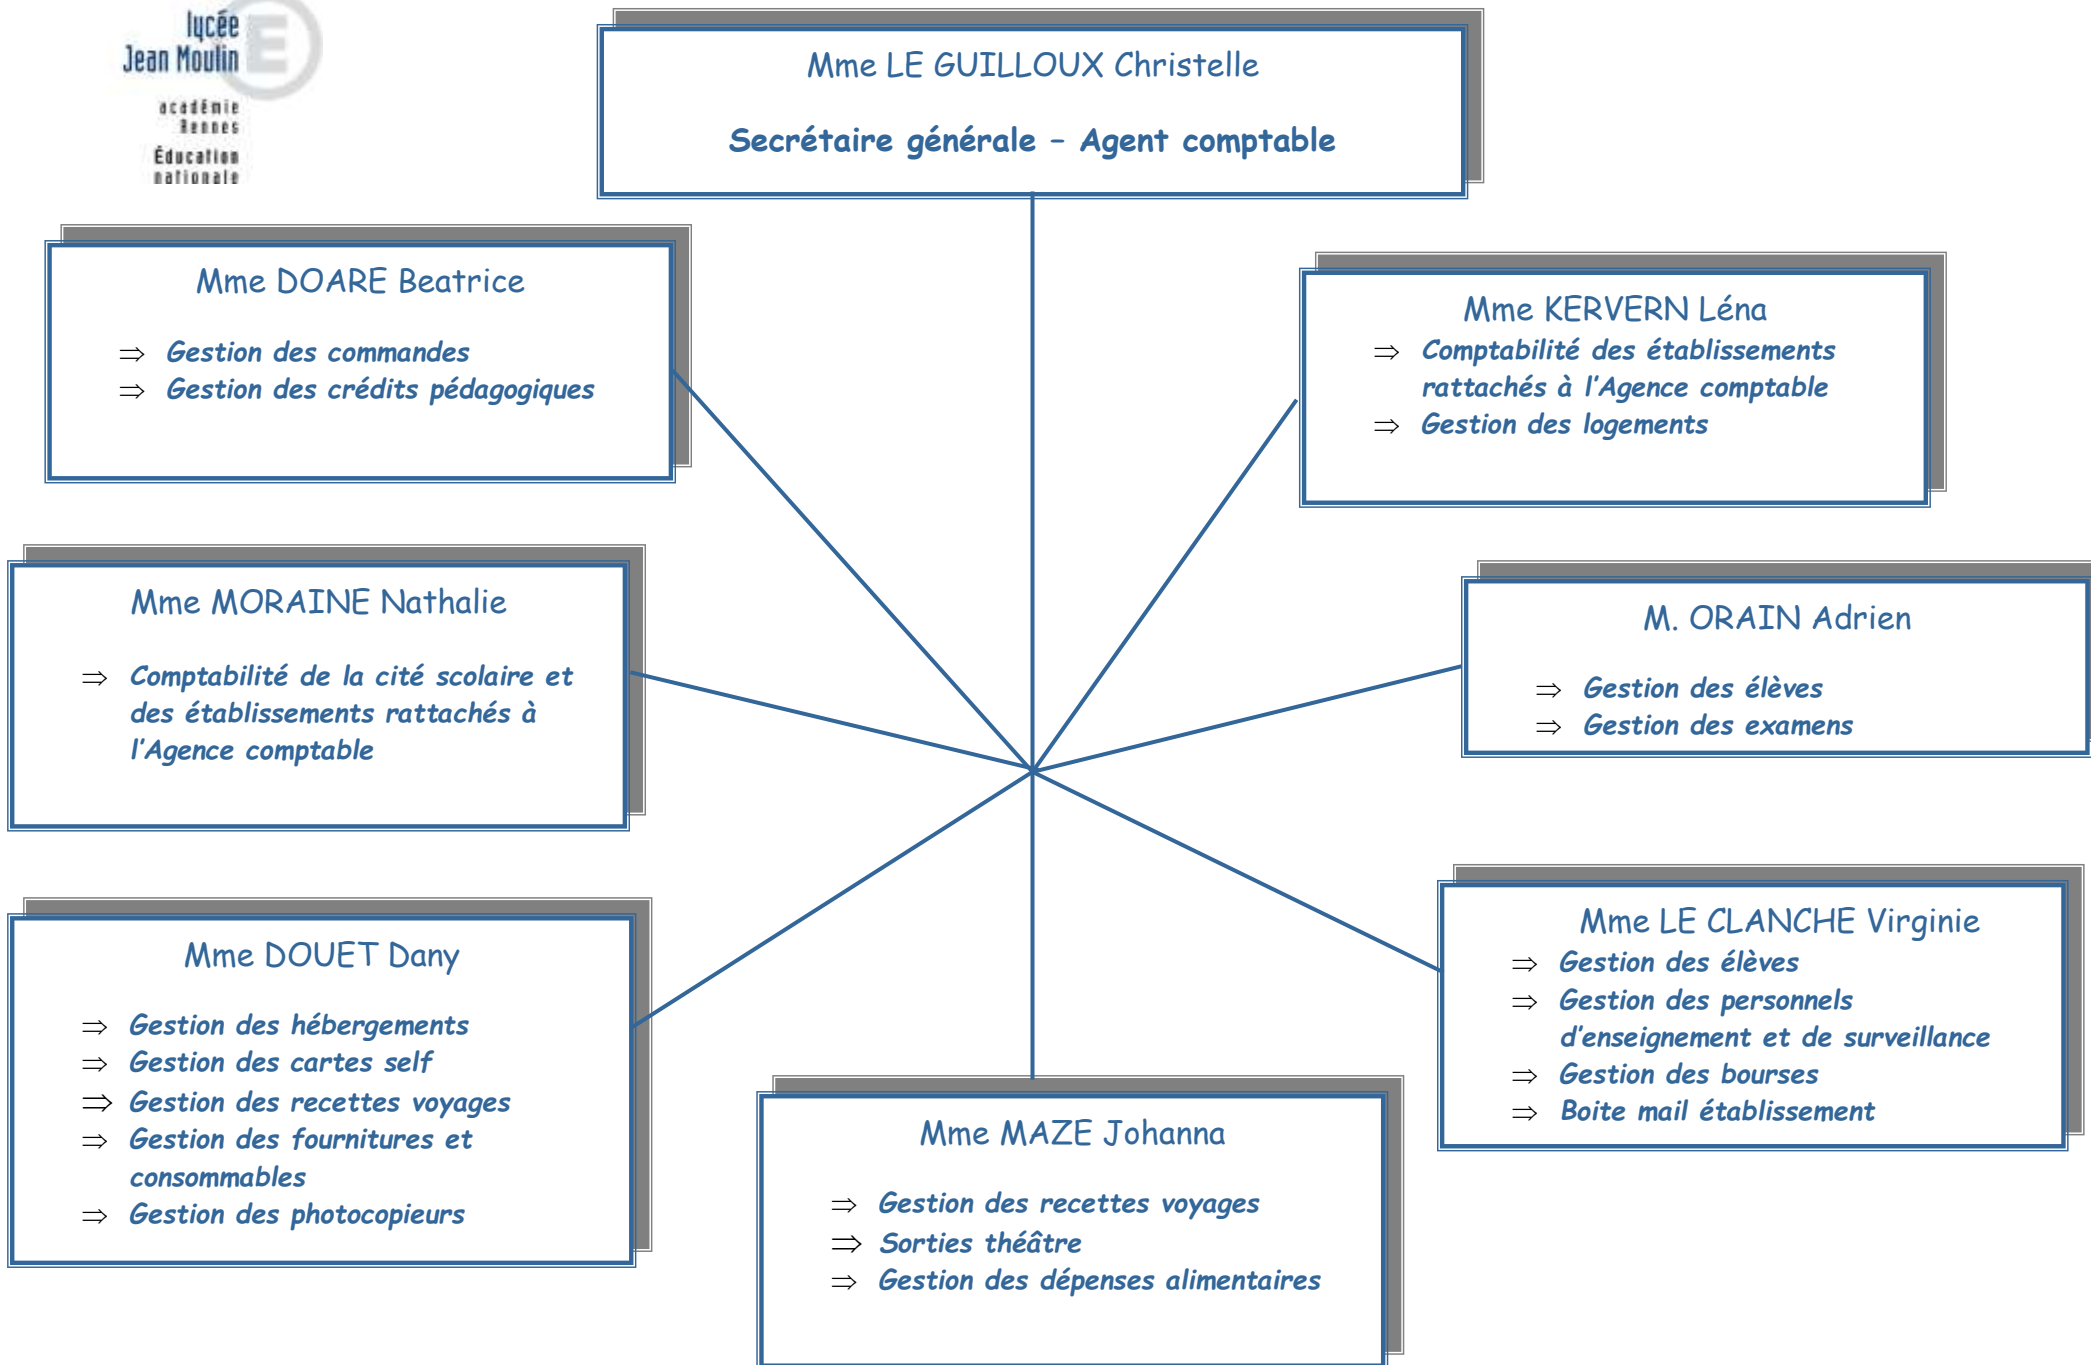 lycée
Jean Moulin
académie
Rennes
Éducation
nationale
Mme LE GUILLOUX Christelle
Secrétaire générale – Agent comptable
Mme DOARE Beatrice
⇒ Gestion des commandes
⇒ Gestion des crédits pédagogiques
Mme KERVERN Léna
⇒ Comptabilité des établissements
rattachés à l’Agence comptable
⇒ Gestion des logements
Mme MORAINE Nathalie
⇒ Comptabilité de la cité scolaire et
des établissements rattachés à
l’Agence comptable
M. ORAIN Adrien
⇒ Gestion des élèves
⇒ Gestion des examens
Mme DOUET Dany
⇒ Gestion des hébergements
⇒ Gestion des cartes self
⇒ Gestion des recettes voyages
⇒ Gestion des fournitures et
consommables
⇒ Gestion des photocopieurs
Mme LE CLANCHE Virginie
⇒ Gestion des élèves
⇒ Gestion des personnels
d’enseignement et de surveillance
⇒ Gestion des bourses
⇒ Boite mail établissement
Mme MAZE Johanna
⇒ Gestion des recettes voyages
⇒ Sorties théâtre
⇒ Gestion des dépenses alimentaires